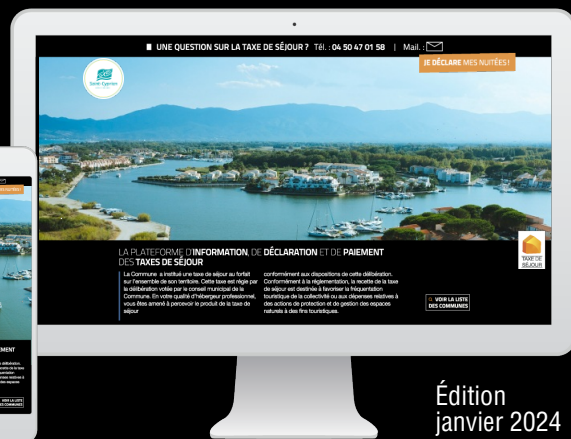 UNE QUESTION SUR LA TAXE DE SÉJOUR ? Tél. : 04 50 47 01 58 | Mail. :
JE DÉCLARE MES NUITÉES !
Saint Cyprien
LA PLATEFORME D'INFORMATION, DE DÉCLARATION ET DE PAIEMENT
DES TAXES DE SÉJOUR
La Commune a institué une taxe de séjour au forfait
sur l'ensemble de son territoire. Cette taxe est régie par
la délibération votée par le conseil municipal de la
Commune. En votre qualité d'hébergeur professionnel,
vous êtes amené à percevoir le produit de la taxe de
séjour
conformément aux dispositions de cette délibération.
Conformément à la réglementation, la recette de la taxe
de séjour est destinée à favoriser la fréquentation
touristique de la collectivité ou aux dépenses relatives à
des actions de protection et de gestion des espaces
naturels à des fins touristiques.
TAXE DE
SÉJOUR
VOIR LA LISTE
DES COMMUNES
Édition
janvier 2024